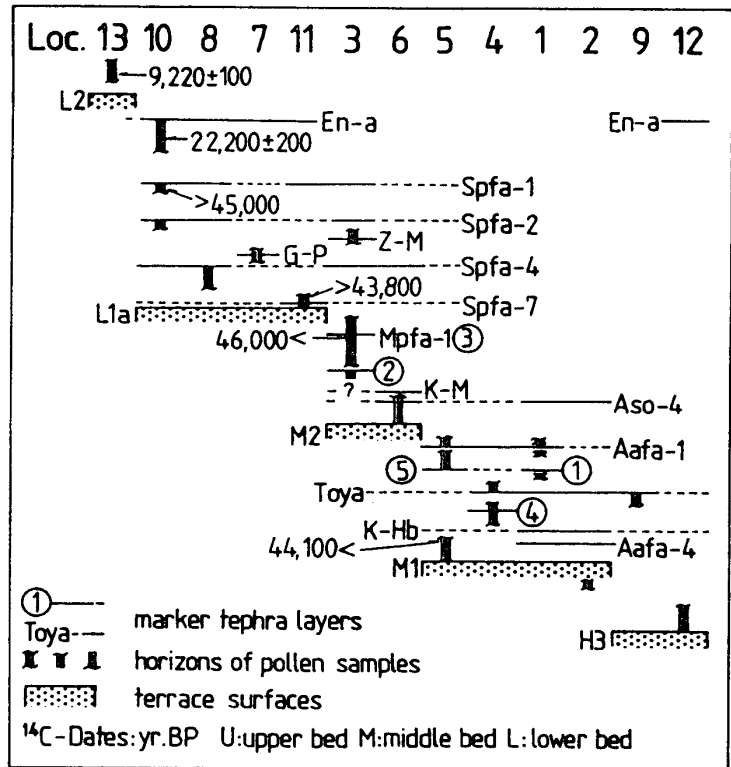 Loc. 13 10 8 7 11 3 6 5 4 1 2 9 12
9,220±100
L2
En-a En-a
22,200±200
Spfa-1
>45,000
Spfa-2
Z-M
G-P
Spfa-4
>43,800
Spfa-7
L1a
46,000< Mpfa-1③
②
? K-M
Aso-4
M2
Aafa-1
⑤ ①
Toya
④
K-Hb
44,100< Aafa-4
M1
① marker tephra layers
Toya
horizons of pollen samples
H3
terrace surfaces
¹⁴C-Dates:yr.BP U:upper bed M:middle bed L:lower bed